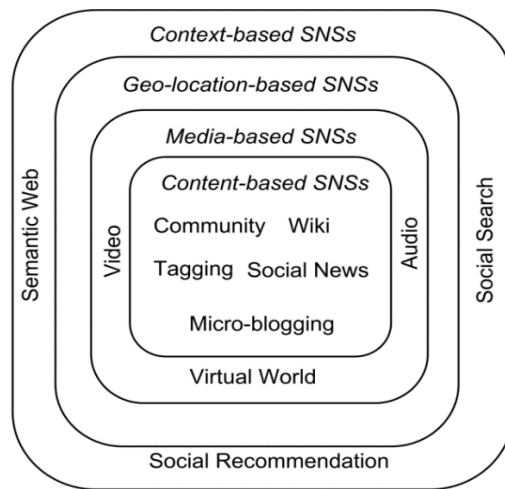 Context-based SNSs
Geo-location-based SNSs
Media-based SNSs
Content-based SNSs
Community Wiki
Tagging Social News
Micro-blogging
Video
Audio
Virtual World
Semantic Web
Social Search
Social Recommendation